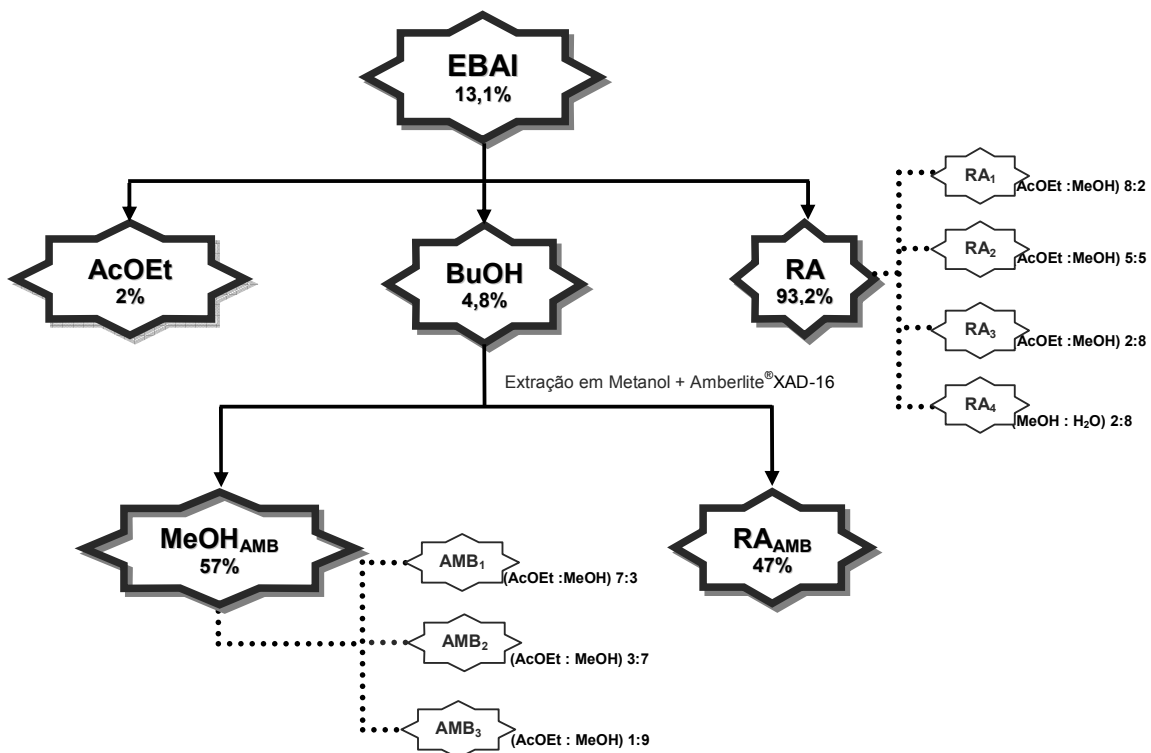 EBAI
13,1%
AcOEt
2%
BuOH
4,8%
RA
93,2%
RA₁
AcOEt :MeOH) 8:2
RA₂
AcOEt :MeOH) 5:5
RA₃
AcOEt :MeOH) 2:8
RA₄
(MeOH : H₂O) 2:8
Extração em Metanol + Amberlite®XAD-16
MeOH_AMB
57%
RA_AMB
47%
AMB₁
(AcOEt :MeOH) 7:3
AMB₂
(AcOEt : MeOH) 3:7
AMB₃
(AcOEt : MeOH) 1:9